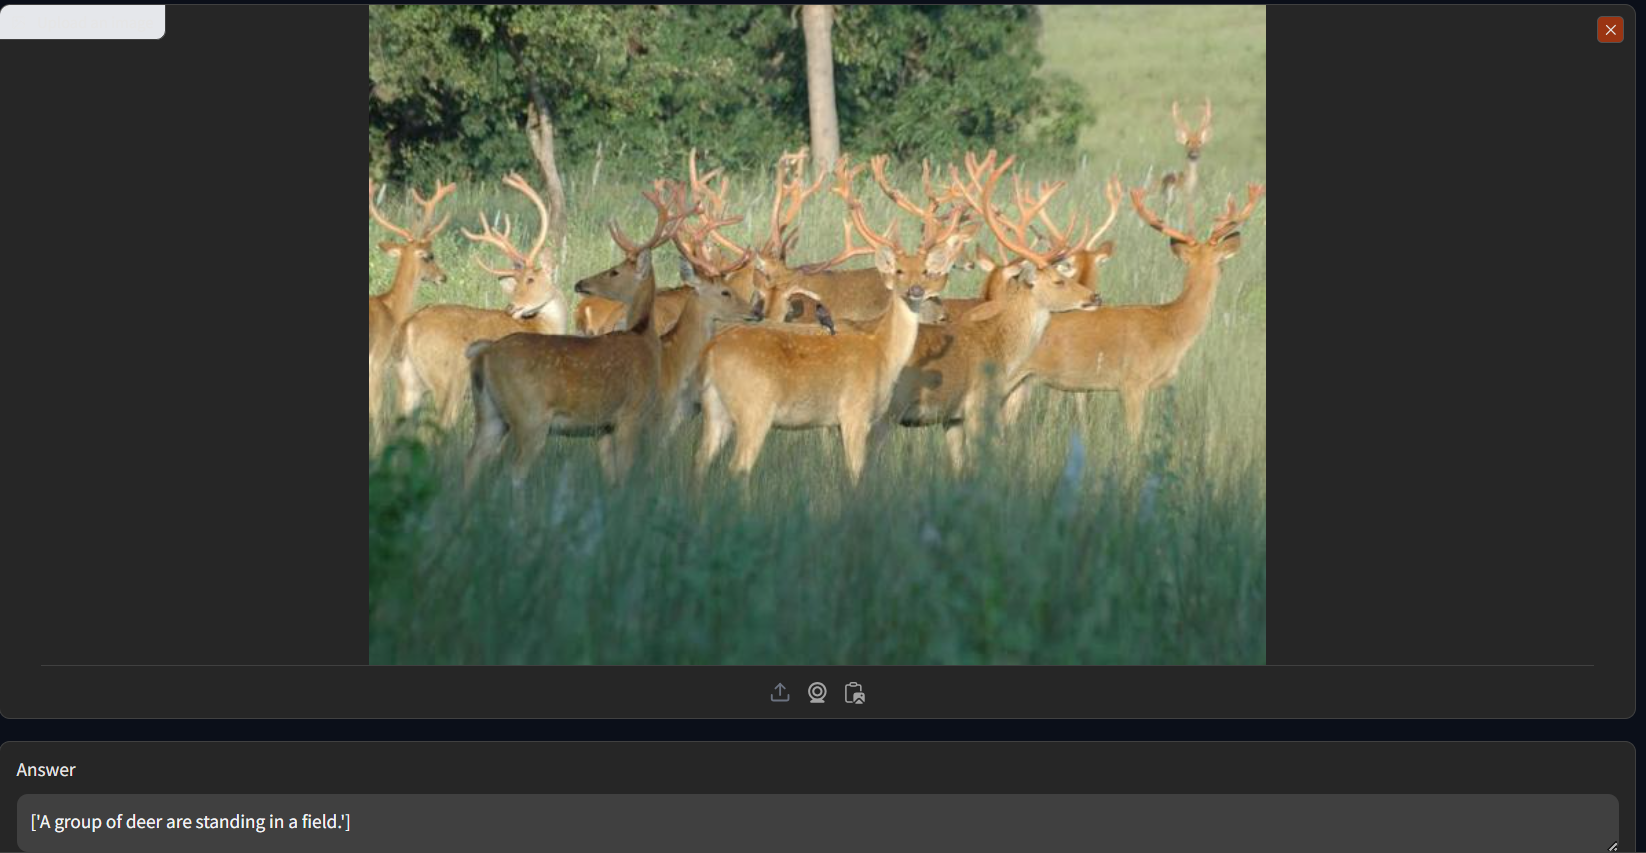 Answer
['A group of deer are standing in a field.']